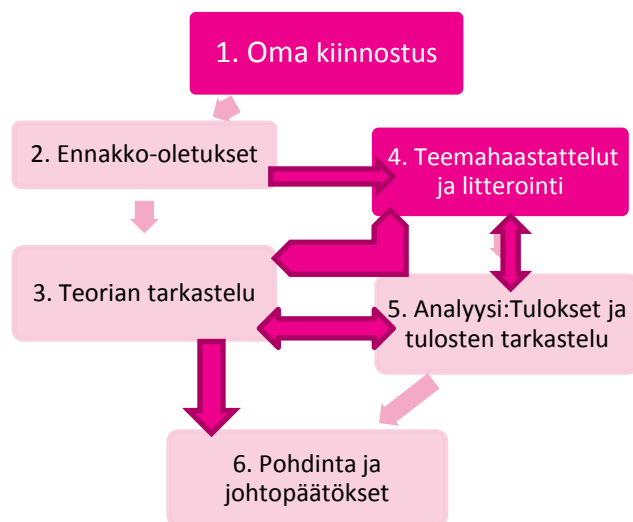 1. Oma kiinnostus
2. Ennakko-oletukset
4. Teemahaastattelut
ja litterointi
3. Teorian tarkastelu
5. Analyysi:Tulokset ja
tulosten tarkastelu
6. Pohdinta ja
johtopäätökset